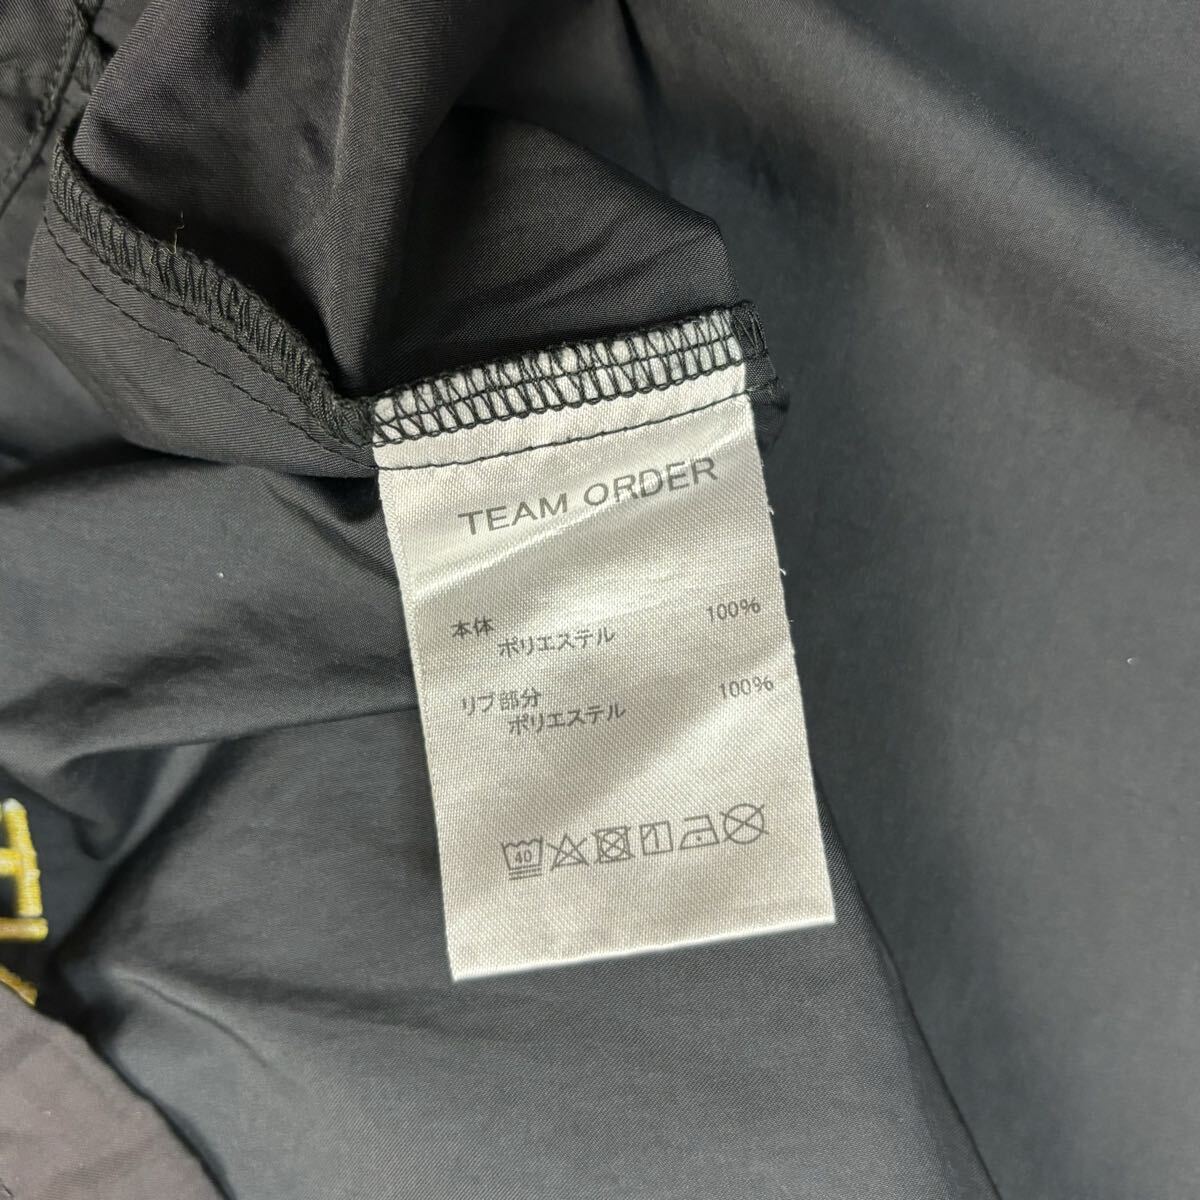 TEAM ORDER
本体 100%
ポリエステル
リブ部分 100%
ポリエステル
40